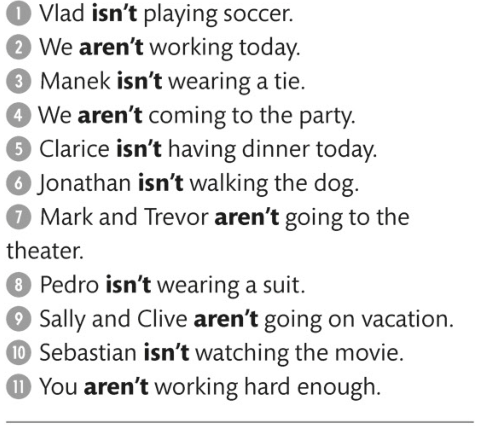 1 Vlad isn't playing soccer.
2 We aren't working today.
3 Manek isn't wearing a tie.
4 We aren't coming to the party.
5 Clarice isn't having dinner today.
6 Jonathan isn't walking the dog.
7 Mark and Trevor aren't going to the
theater.
8 Pedro isn't wearing a suit.
9 Sally and Clive aren't going on vacation.
10 Sebastian isn't watching the movie.
11 You aren't working hard enough.